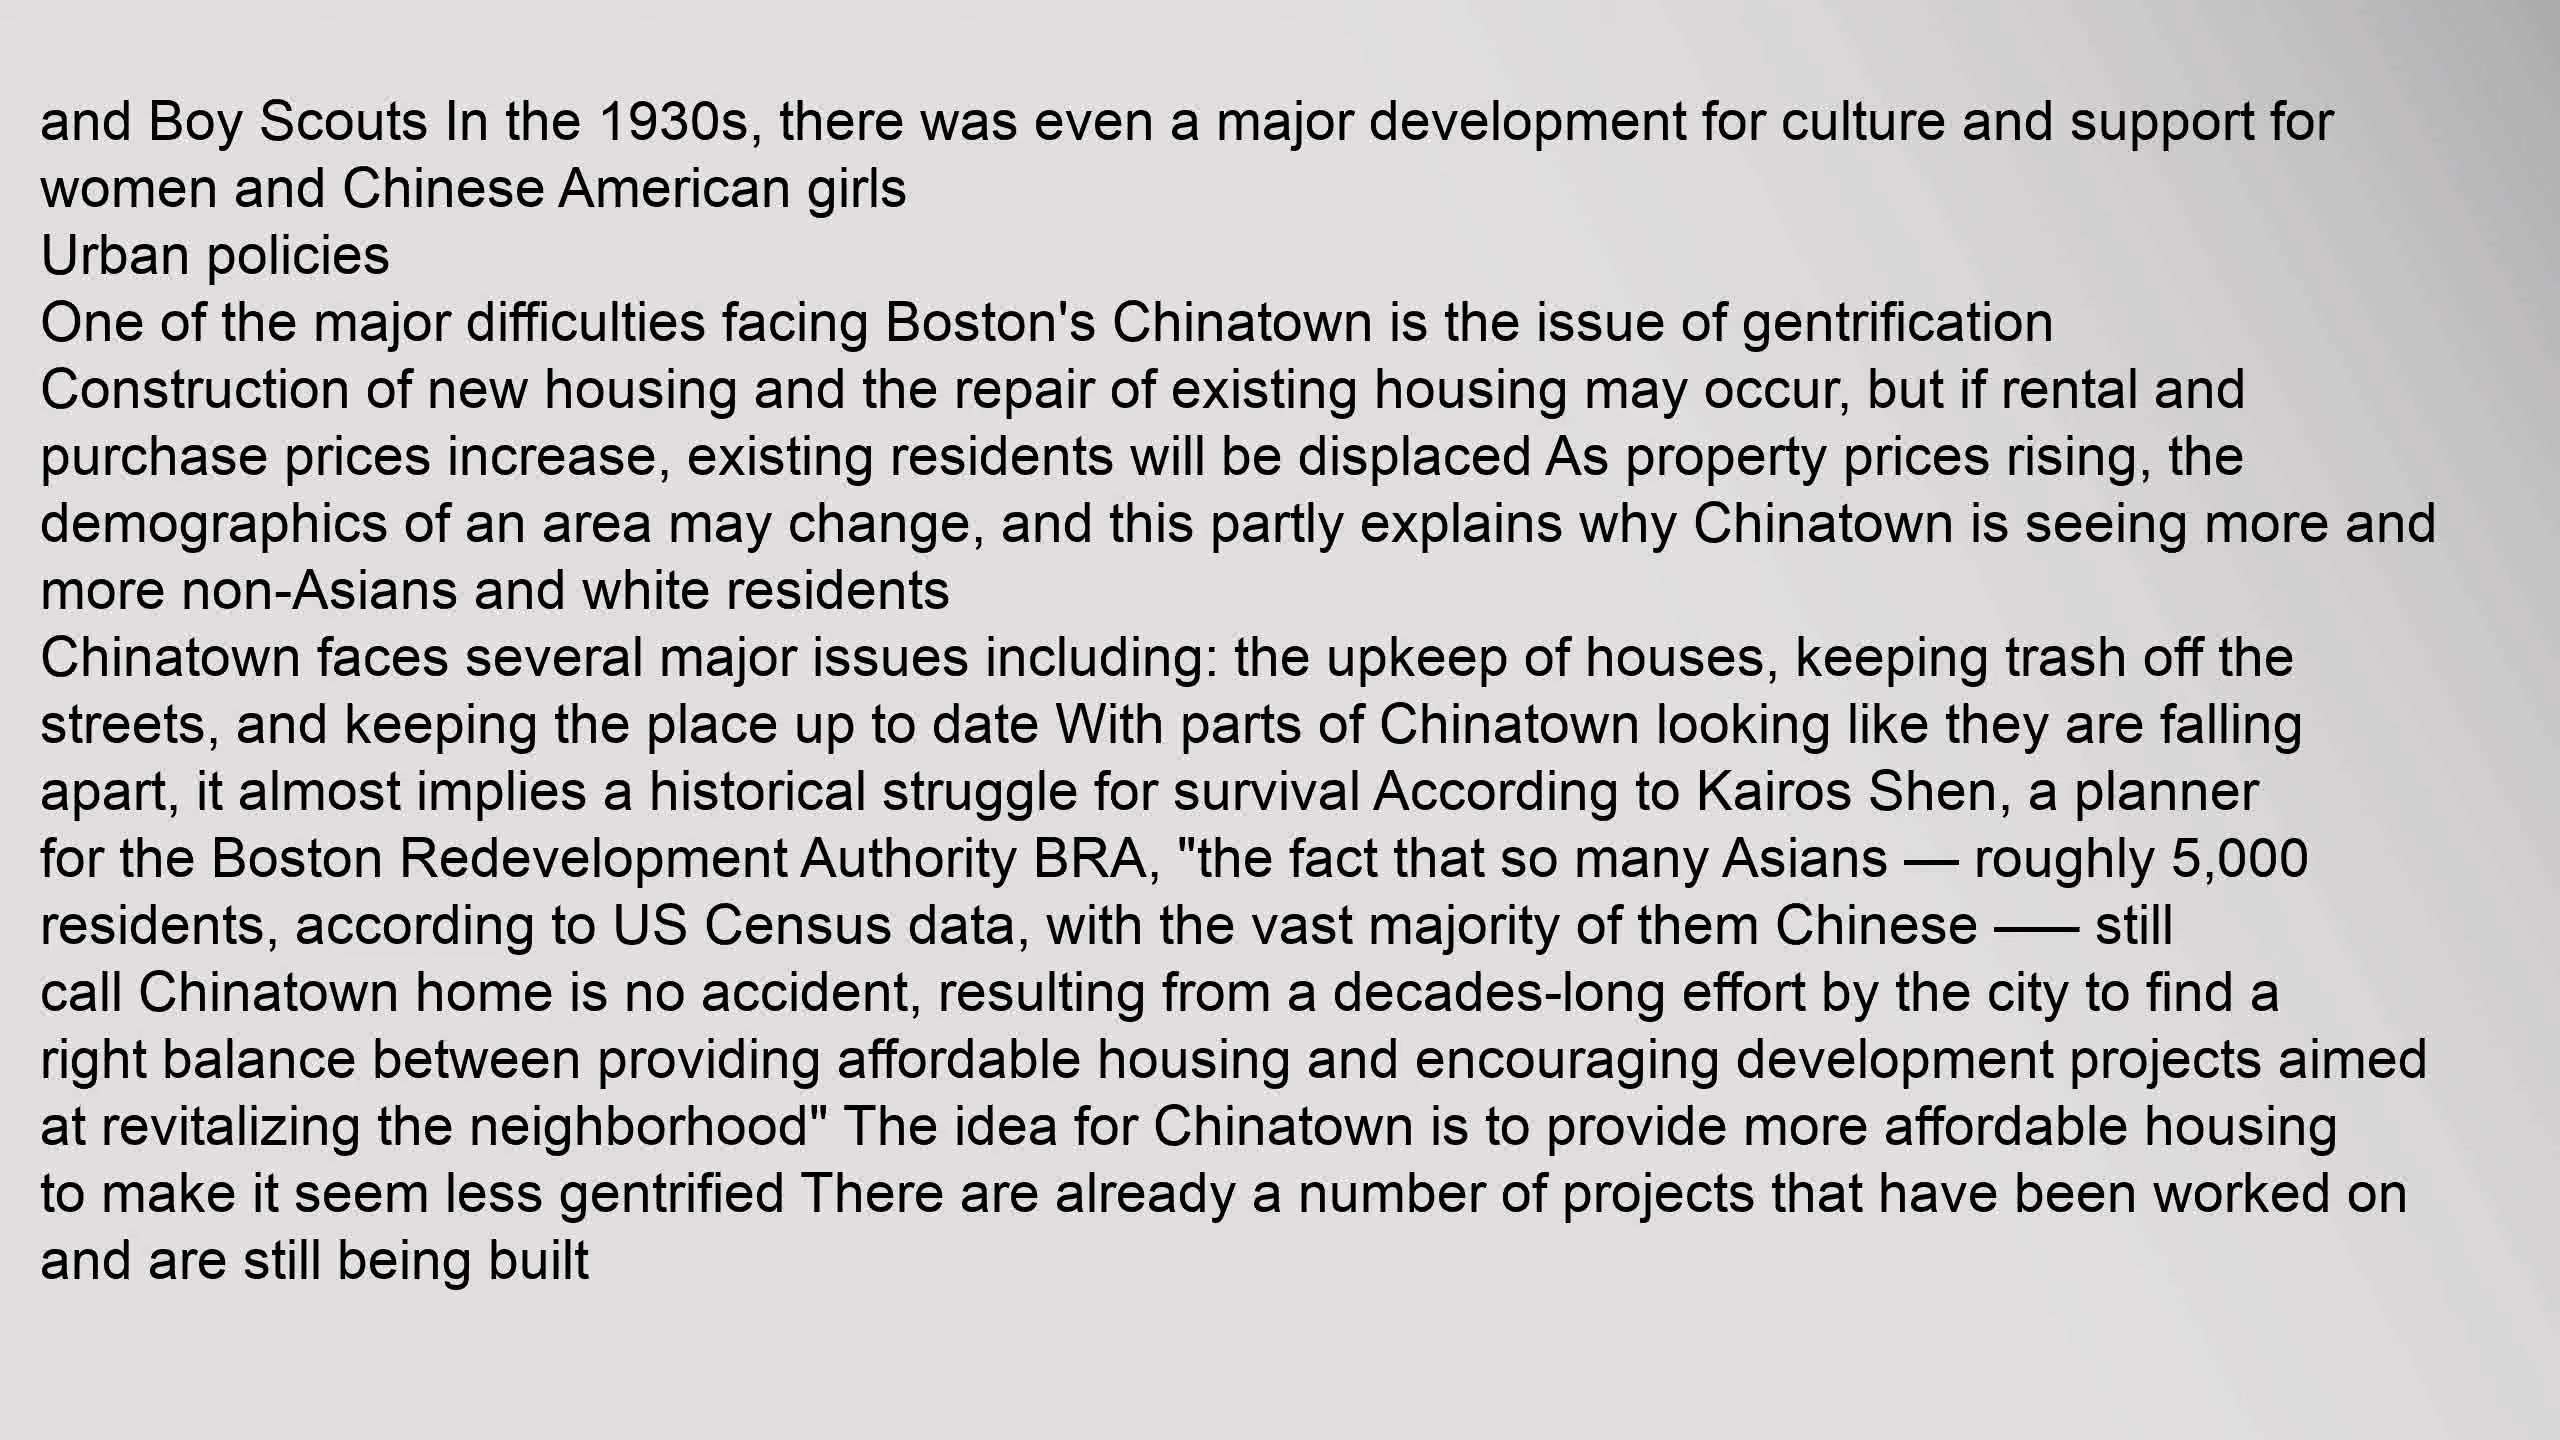 and Boy Scouts In the 1930s, there was even a major development for culture and support for
women and Chinese American girls
Urban policies
One of the major difficulties facing Boston's Chinatown is the issue of gentrification
Construction of new housing and the repair of existing housing may occur, but if rental and
purchase prices increase, existing residents will be displaced As property prices rising, the
demographics of an area may change, and this partly explains why Chinatown is seeing more and
more non-Asians and white residents
Chinatown faces several major issues including: the upkeep of houses, keeping trash off the
streets, and keeping the place up to date With parts of Chinatown looking like they are falling
apart, it almost implies a historical struggle for survival According to Kairos Shen, a planner
for the Boston Redevelopment Authority BRA, "the fact that so many Asians — roughly 5,000
residents, according to US Census data, with the vast majority of them Chinese –— still
call Chinatown home is no accident, resulting from a decades-long effort by the city to find a
right balance between providing affordable housing and encouraging development projects aimed
at revitalizing the neighborhood" The idea for Chinatown is to provide more affordable housing
to make it seem less gentrified There are already a number of projects that have been worked on
and are still being built